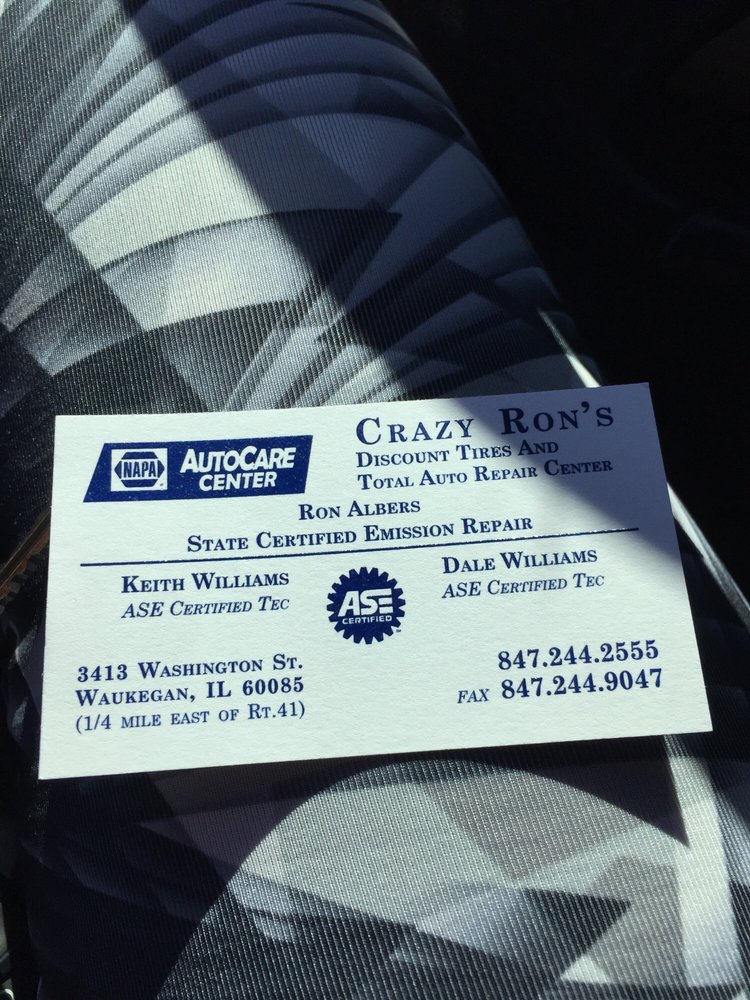 NAPA AUTOCARE CENTER
CRAZY RON'S
DISCOUNT TIRES AND
TOTAL AUTO REPAIR CENTER
RON ALBERS
STATE CERTIFIED EMISSION REPAIR
KEITH WILLIAMS
ASE CERTIFIED TEC
ASE
CERTIFIED
DALE WILLIAMS
ASE CERTIFIED TEC
3413 WASHINGTON ST.
WAUKEGAN, IL 60085
(1/4 MILE EAST OF RT.41)
847.244.2555
FAX 847.244.9047